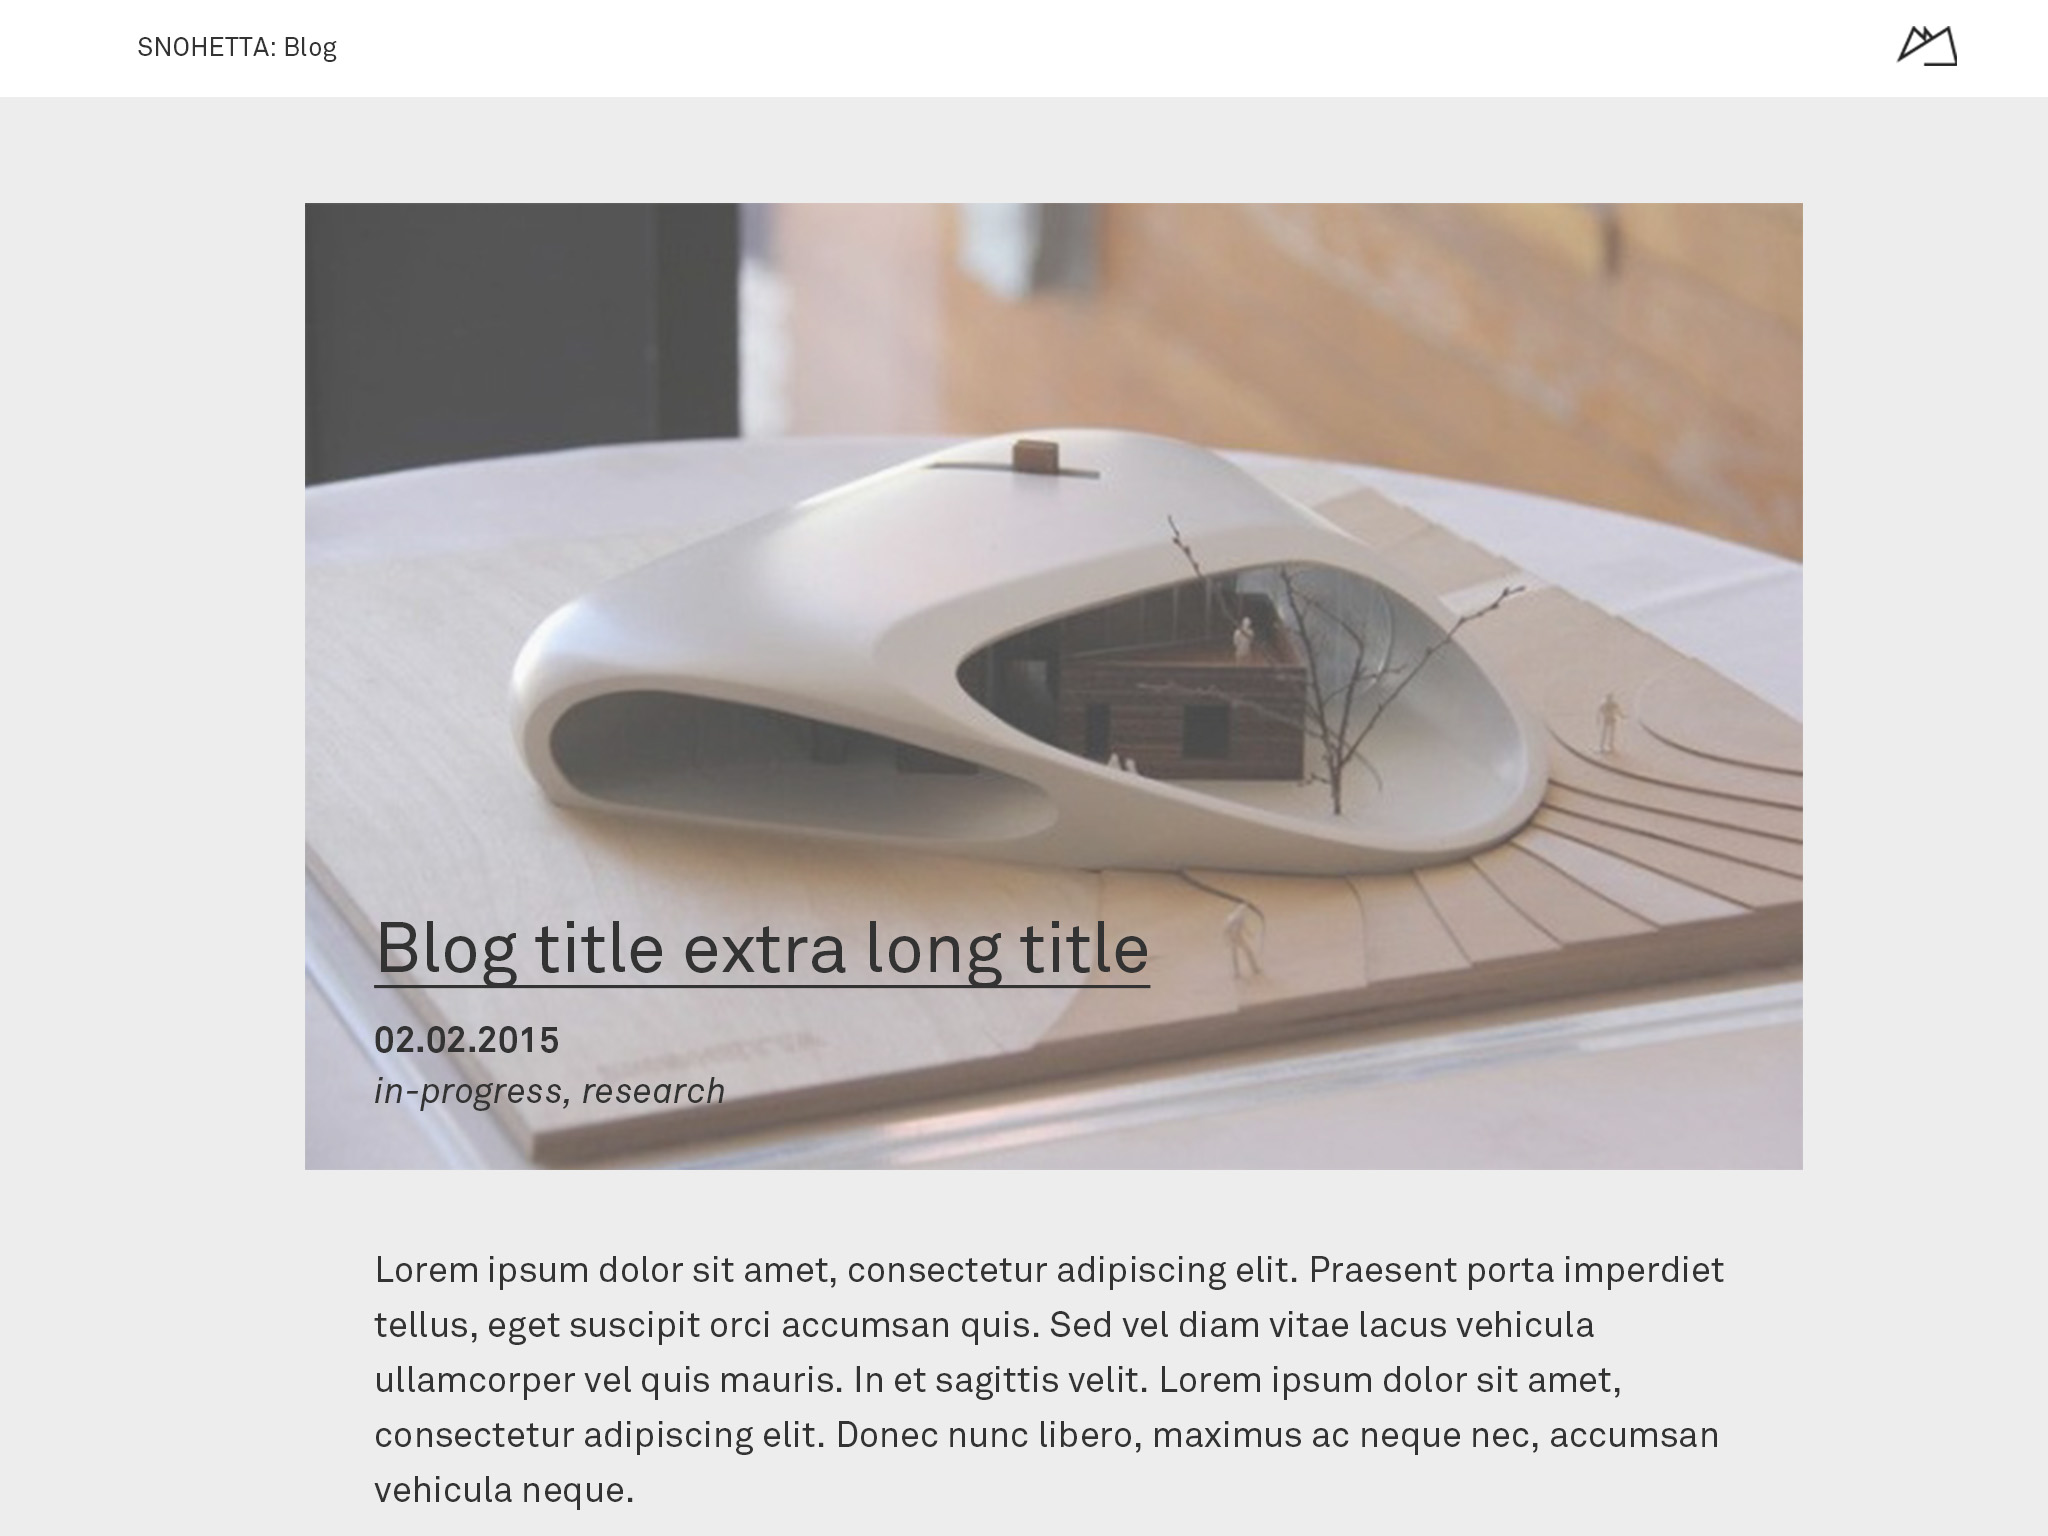 SNOHETTA: Blog
Blog title extra long title
02.02.2015
in-progress, research
Lorem ipsum dolor sit amet, consectetur adipiscing elit. Praesent porta imperdiet
tellus, eget suscipit orci accumsan quis. Sed vel diam vitae lacus vehicula
ullamcorper vel quis mauris. In et sagittis velit. Lorem ipsum dolor sit amet,
consectetur adipiscing elit. Donec nunc libero, maximus ac neque nec, accumsan
vehicula neque.